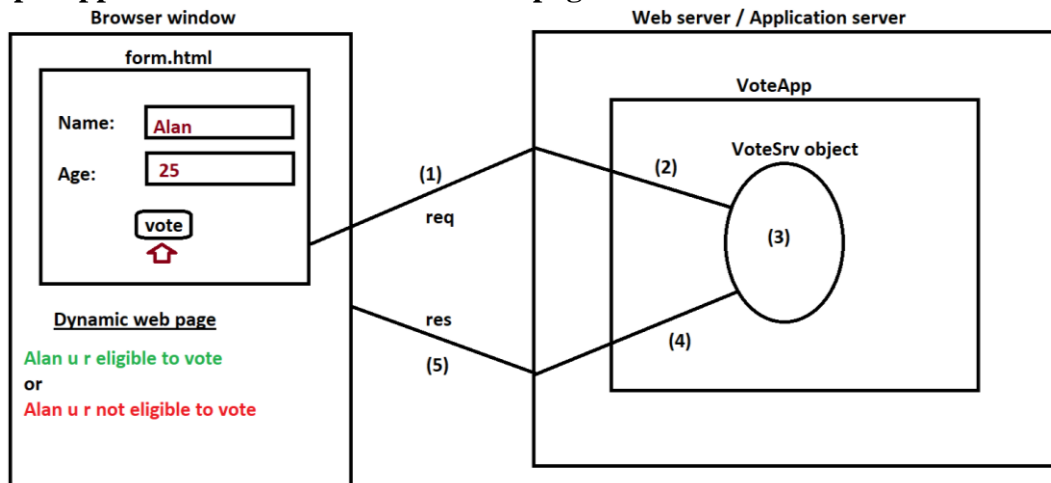 Browser window
form.html
Name:
Alan
Age:
25
vote
Dynamic web page
Alan u r eligible to vote
or
Alan u r not eligible to vote
(1)
req
res
(5)
Web server / Application server
VoteApp
VoteSrv object
(2)
(3)
(4)